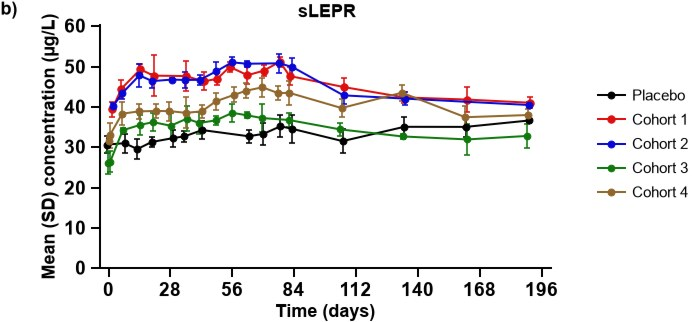 b)
sLEPR
Mean (SD) concentration (µg/L)
60
50
40
30
20
10
0
0 28 56 84 112 140 168 196
Time (days)
Placebo
Cohort 1
Cohort 2
Cohort 3
Cohort 4